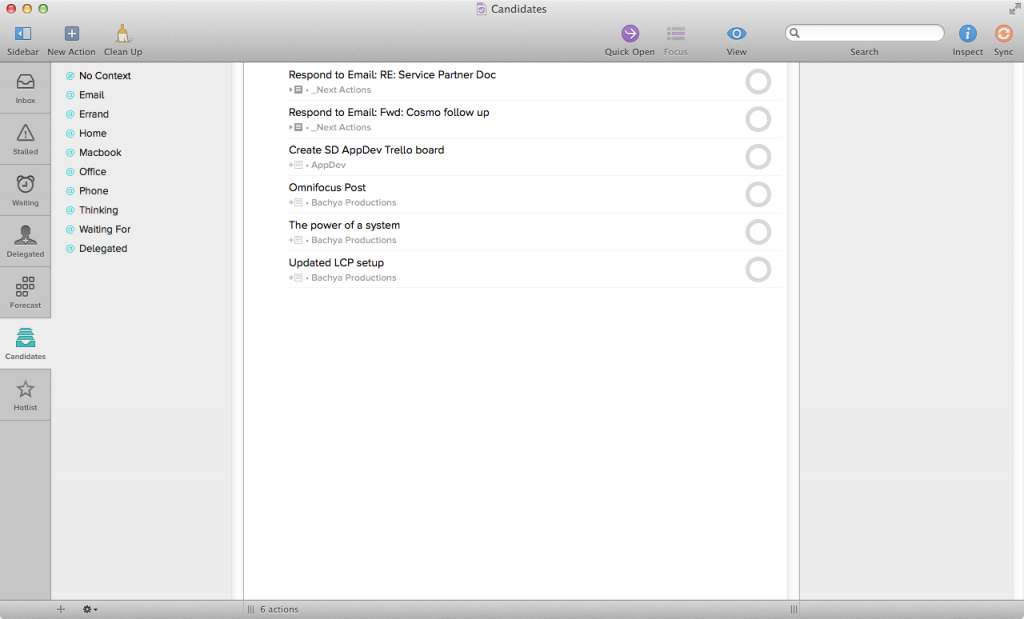 Candidates
Sidebar
New Action
Clean Up
Quick Open
Focus
View
Search
Inspect
Sync
Inbox
Stalled
Waiting
Delegated
Forecast
Candidates
Hotlist
No Context
Email
Errand
Home
Macbook
Office
Phone
Thinking
Waiting For
Delegated
Respond to Email: RE: Service Partner Doc
• _Next Actions
Respond to Email: Fwd: Cosmo follow up
• _Next Actions
Create SD AppDev Trello board
• AppDev
Omnifocus Post
• Bachya Productions
The power of a system
• Bachya Productions
Updated LCP setup
• Bachya Productions
6 actions